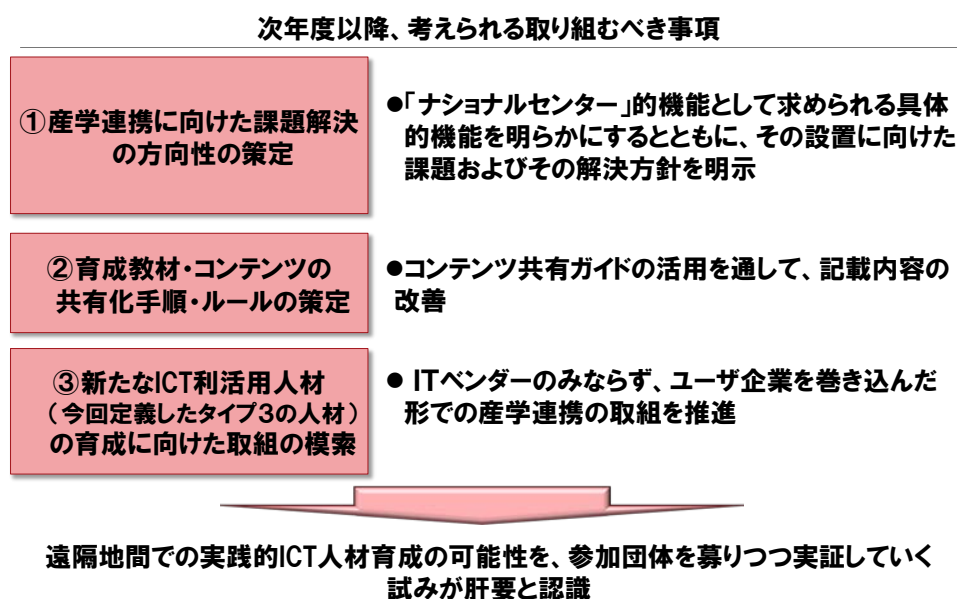 次年度以降、考えられる取り組むべき事項
①産学連携に向けた課題解決
の方向性の策定
●「ナショナルセンター」的機能として求められる具体
的機能を明らかにするとともに、その設置に向けた
課題およびその解決方針を明示
②育成教材・コンテンツの
共有化手順・ルールの策定
●コンテンツ共有ガイドの活用を通して、記載内容の
改善
③新たなICT利活用人材
（今回定義したタイプ３の人材）
の育成に向けた取組の模索
● ITベンダーのみならず、ユーザ企業を巻き込んだ
形での産学連携の取組を推進
遠隔地間での実践的ICT人材育成の可能性を、参加団体を募りつつ実証していく
試みが肝要と認識